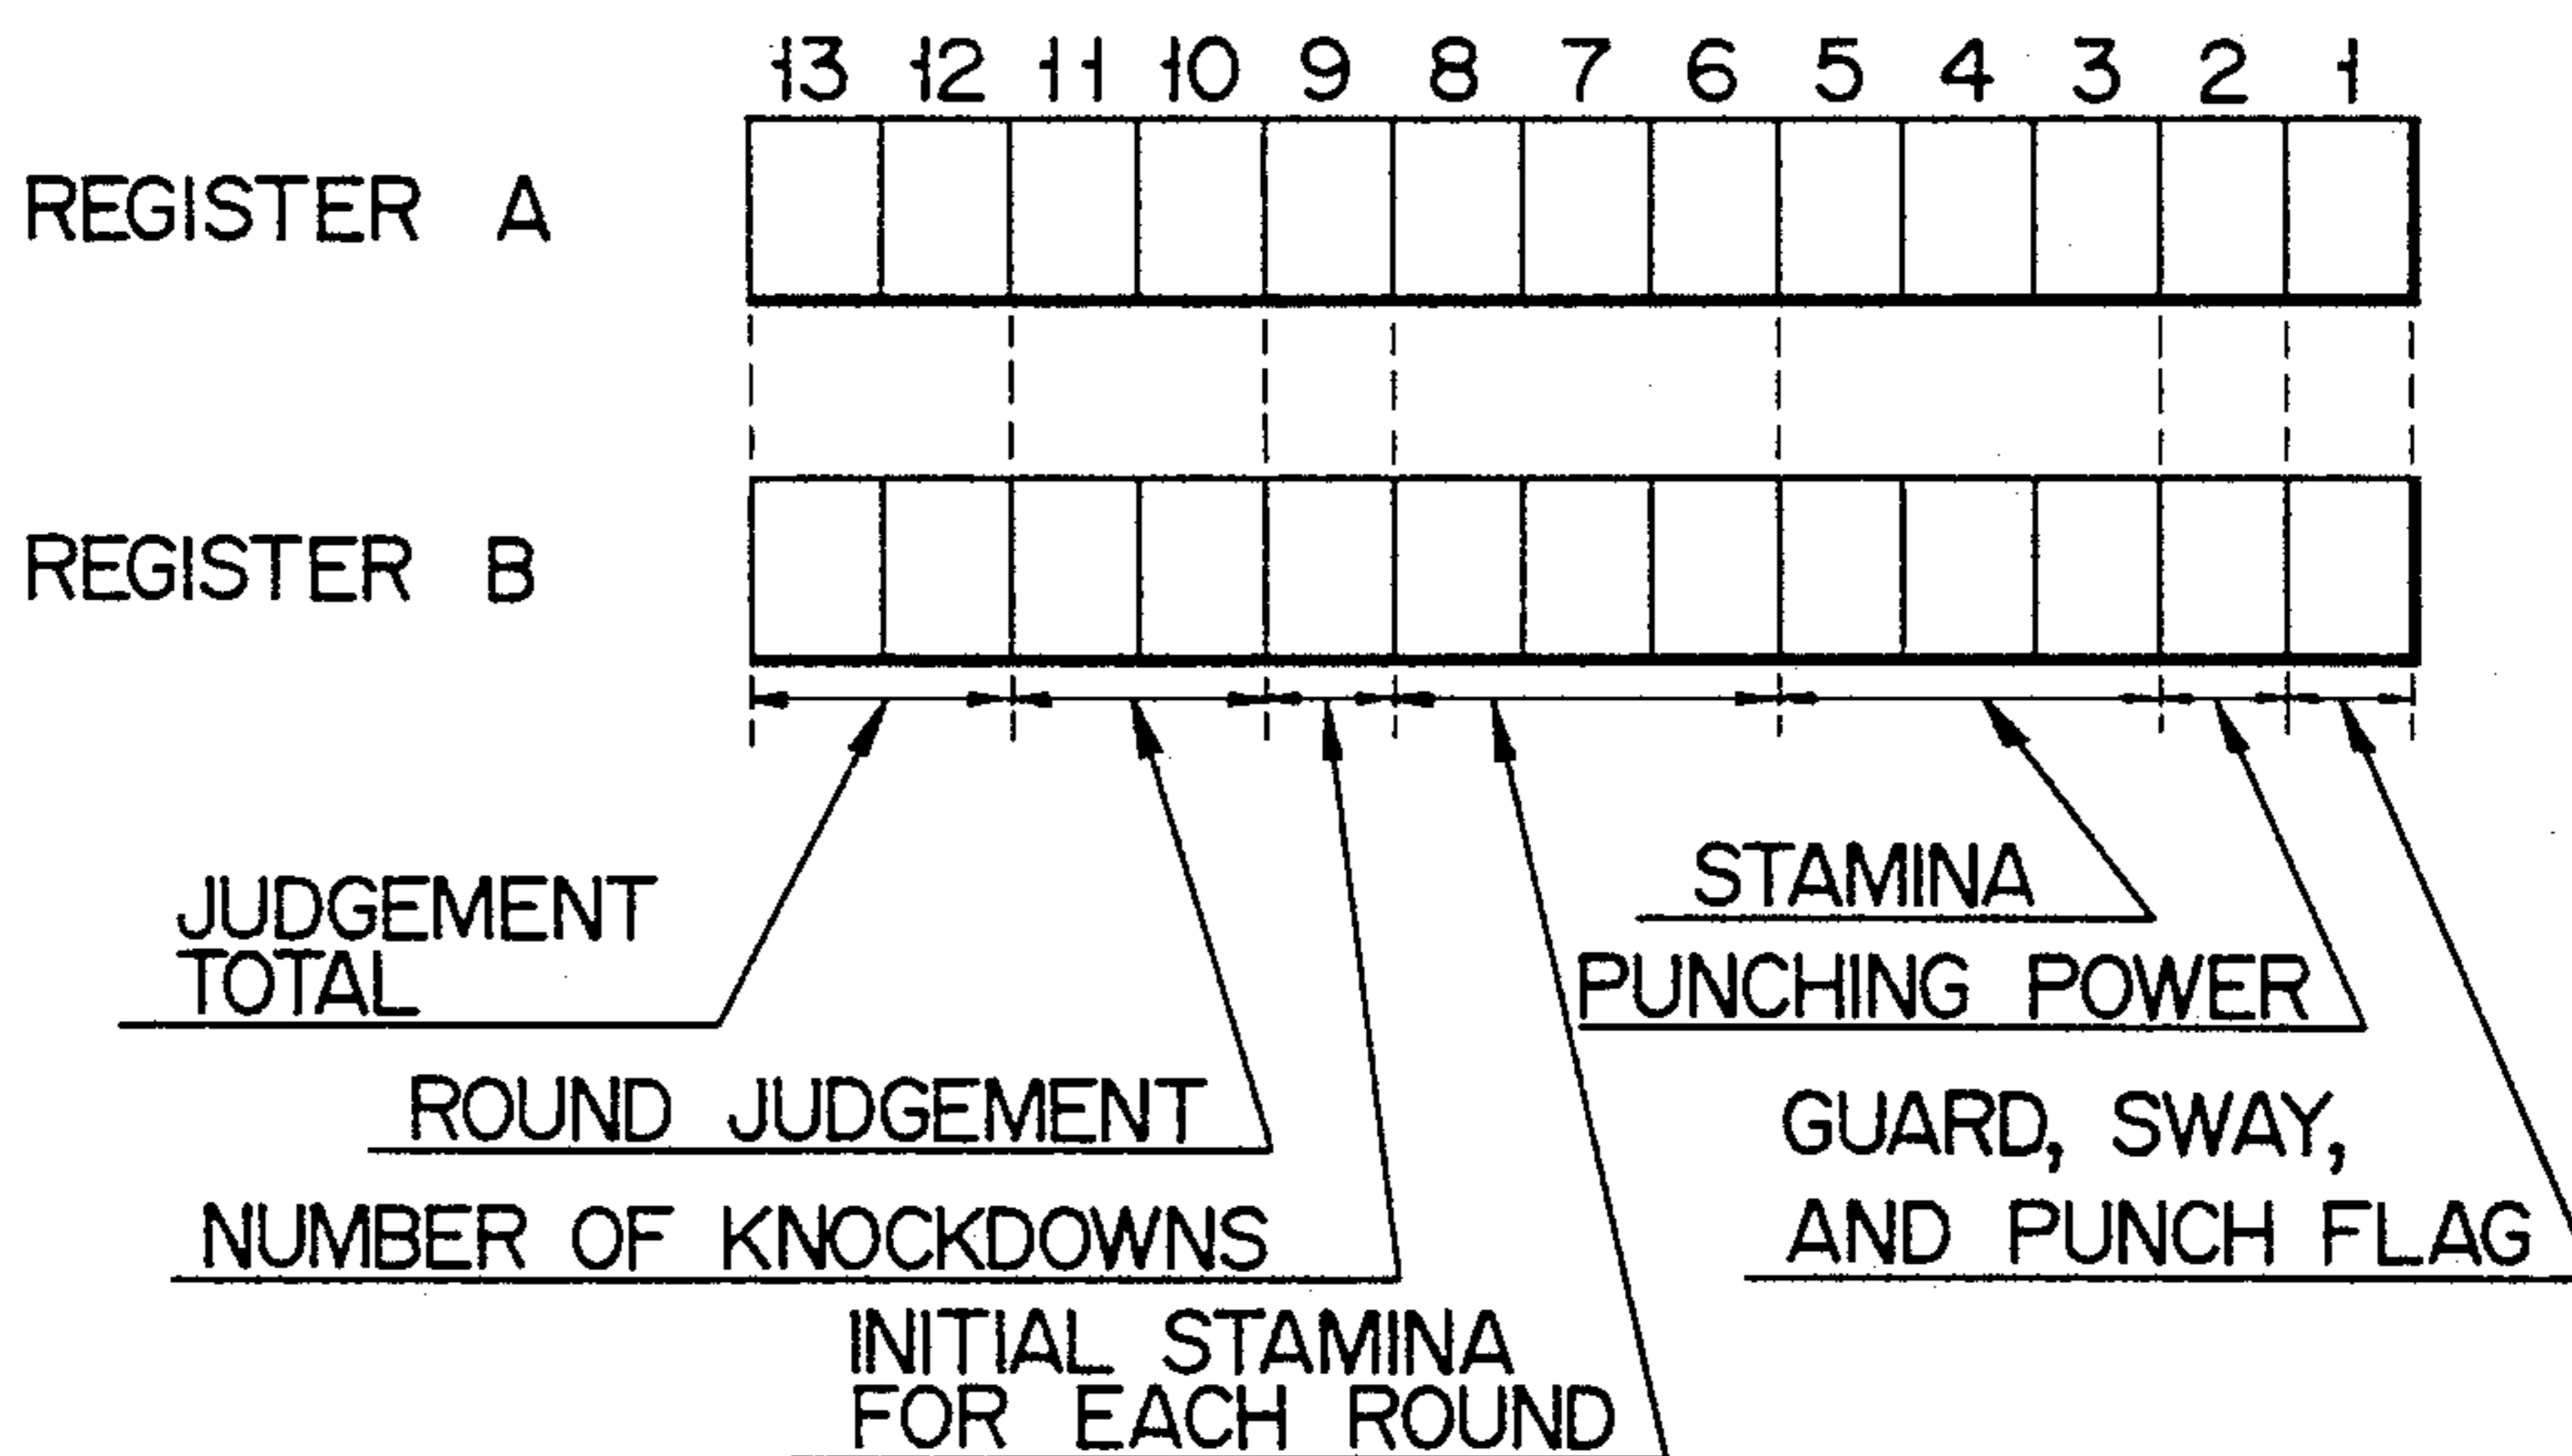 13 12 11 10 9 8 7 6 5 4 3 2 1
REGISTER A
REGISTER B
STAMINA
JUDGEMENT
TOTAL
PUNCHING POWER
ROUND JUDGEMENT
GUARD, SWAY,
AND PUNCH FLAG
NUMBER OF KNOCKDOWNS
INITIAL STAMINA
FOR EACH ROUND